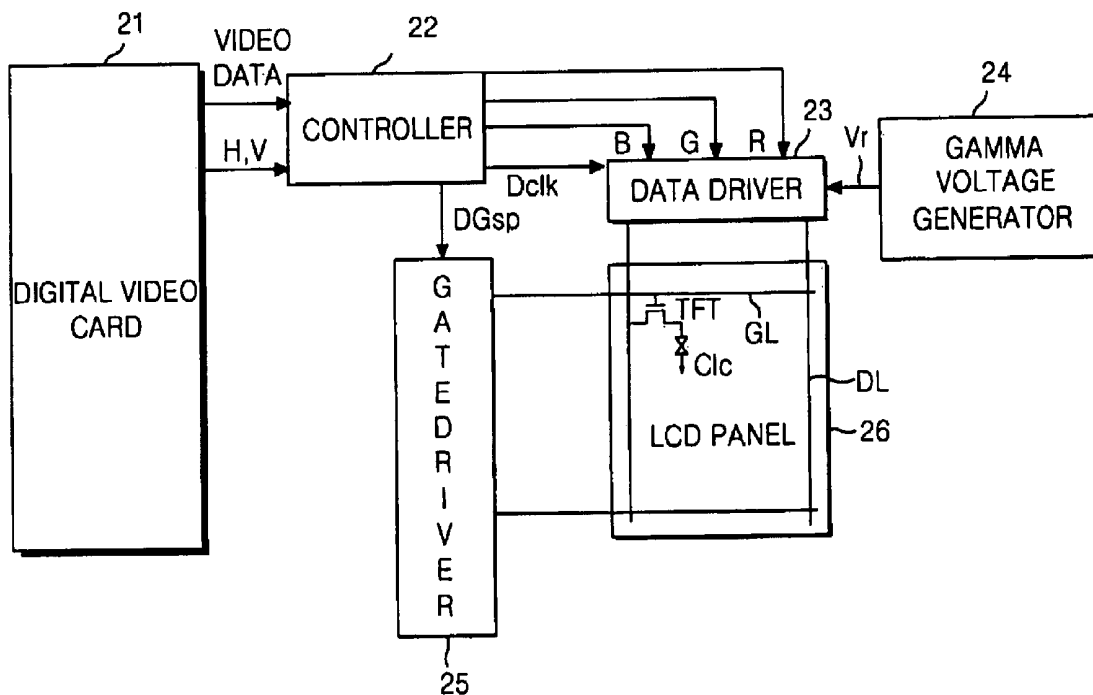 21
VIDEO
DATA
22
CONTROLLER
H,V
B
G
R
23
Dclk
DATA DRIVER
Vr
24
GAMMA
VOLTAGE
GENERATOR
DGsp
DIGITAL VIDEO
CARD
G
A
T
E
D
R
I
V
E
R
25
TFT
GL
Clc
DL
LCD PANEL
26